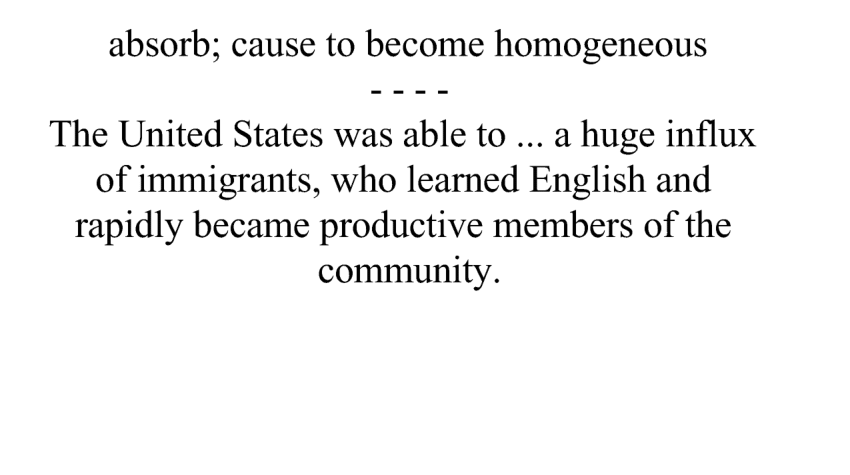 absorb; cause to become homogeneous
- - - -
The United States was able to ... a huge influx
of immigrants, who learned English and
rapidly became productive members of the
community.